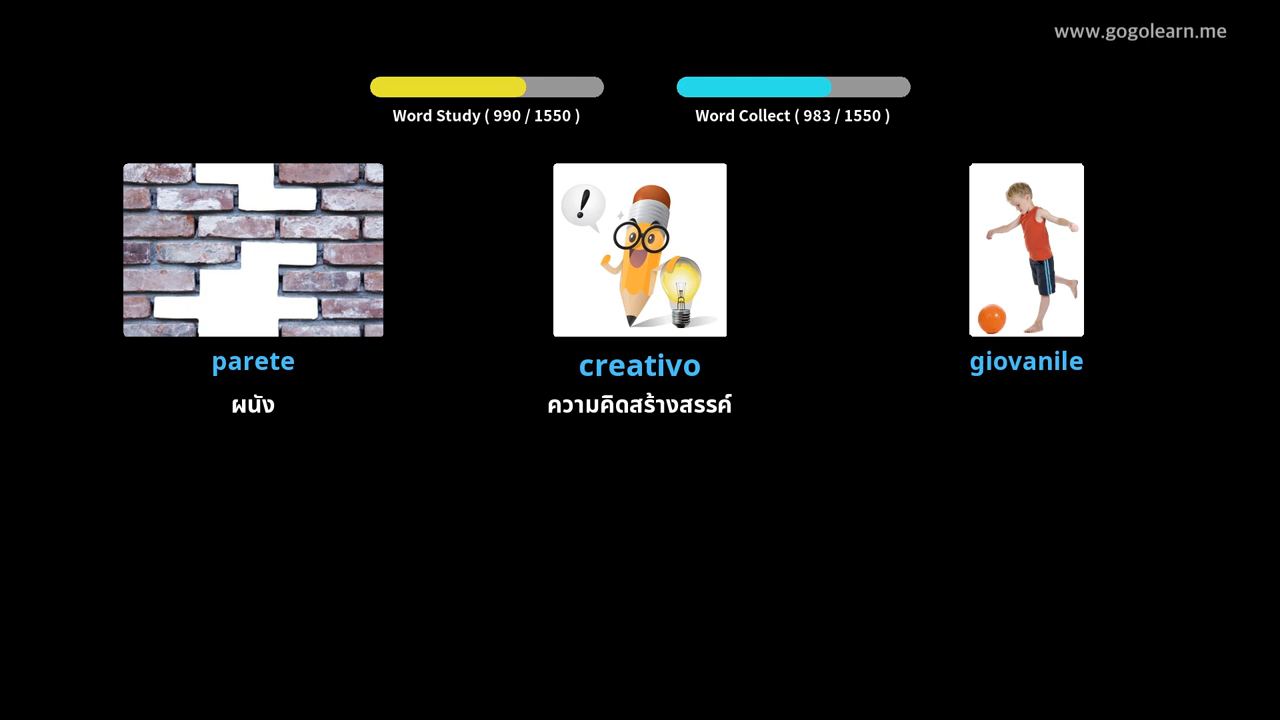 www.gogolearn.me
Word Study ( 990 / 1550 )
Word Collect ( 983 / 1550 )
!
parete
creativo
giovanile
ผนัง
ความคิดสร้างสรรค์